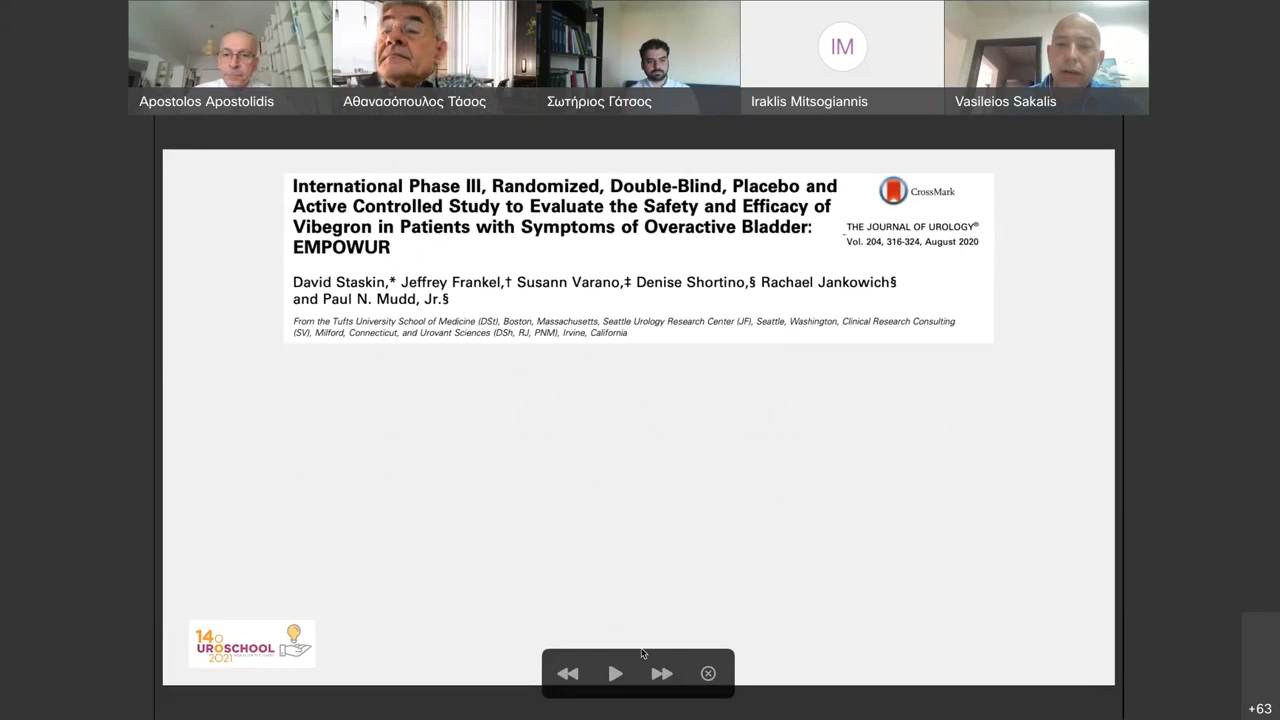 IM
Apostolos Apostolidis
Αθανασόπουλος Τάσος
Σωτήριος Γάτσος
Iraklis Mitsogiannis
Vasileios Sakalis
International Phase III, Randomized, Double-Blind, Placebo and
Active Controlled Study to Evaluate the Safety and Efficacy of
Vibegron in Patients with Symptoms of Overactive Bladder:
EMPOWUR
CrossMark
THE JOURNAL OF UROLOGY®
Vol. 204, 316-324, August 2020
David Staskin,* Jeffrey Frankel,† Susann Varano,‡ Denise Shortino,§ Rachael Jankowich§
and Paul N. Mudd, Jr.§
From the Tufts University School of Medicine (DSt), Boston, Massachusetts, Seattle Urology Research Center (JF), Seattle, Washington, Clinical Research Consulting
(SV), Milford, Connecticut, and Urovant Sciences (DSh, RJ, PNM), Irvine, California
14ο
UROSCHOOL
2021
+63